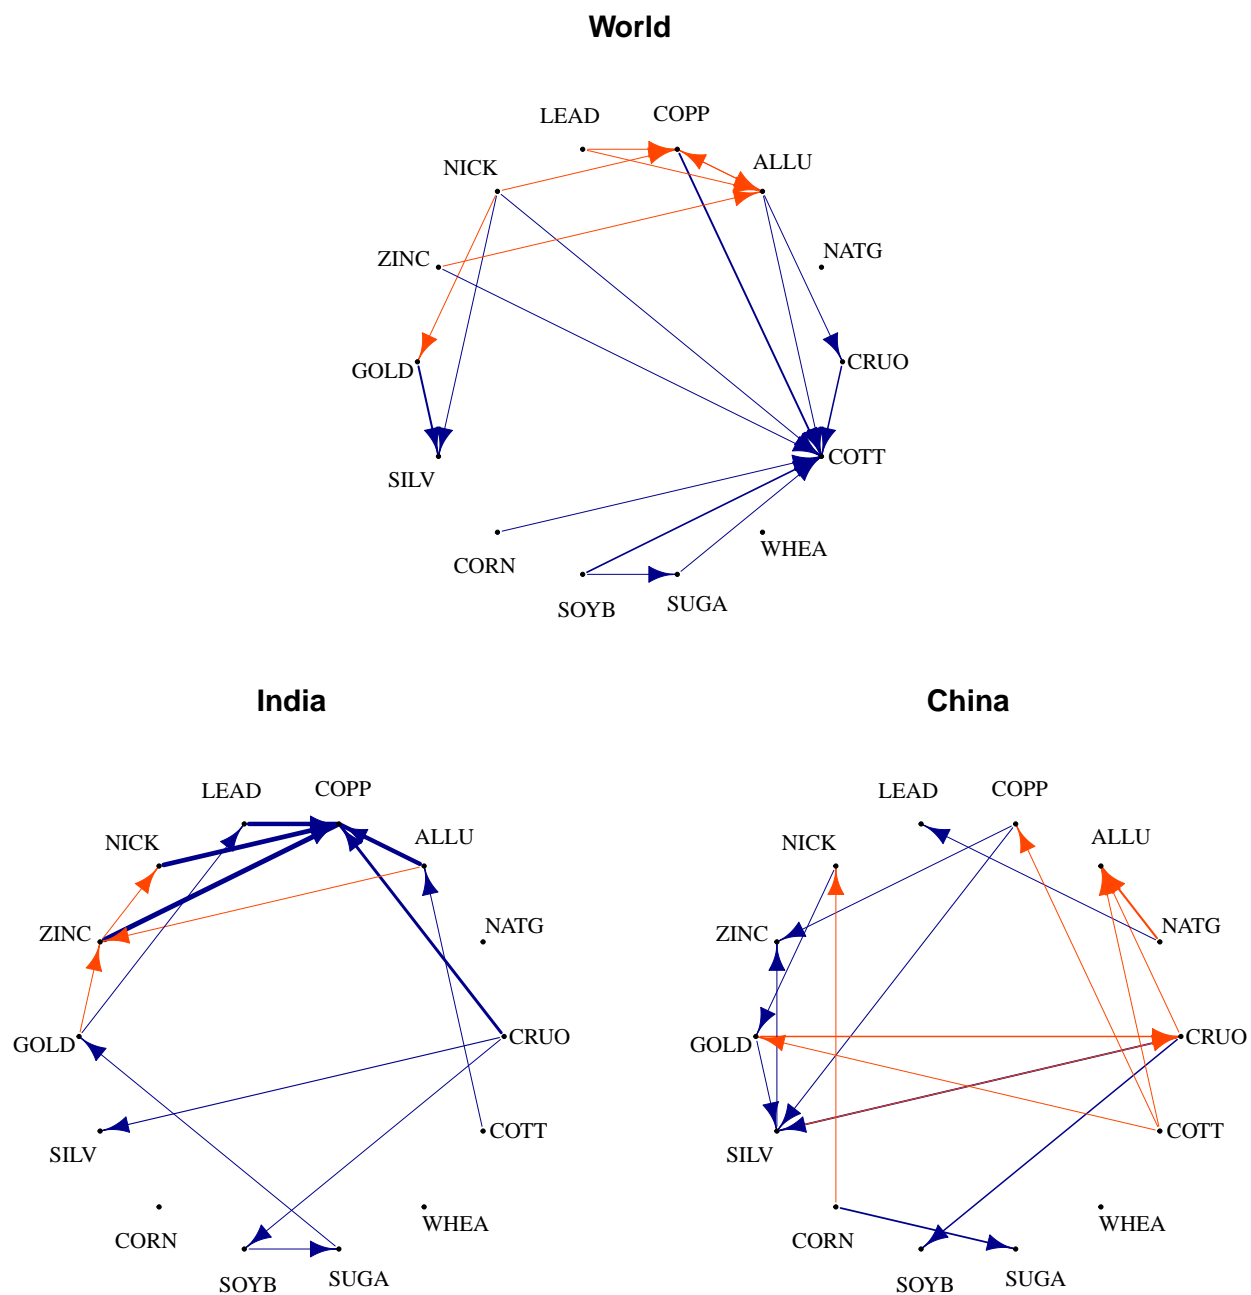 World
LEAD COPP
NICK ALLU
ZINC NATG
GOLD CRUO
SILV COTT
CORN WHEA
SOYB SUGA
India China
LEAD COPP LEAD COPP
NICK ALLU NICK ALLU
ZINC NATG ZINC NATG
GOLD CRUO GOLD CRUO
SILV COTT SILV COTT
CORN WHEA CORN WHEA
SOYB SUGA SOYB SUGA